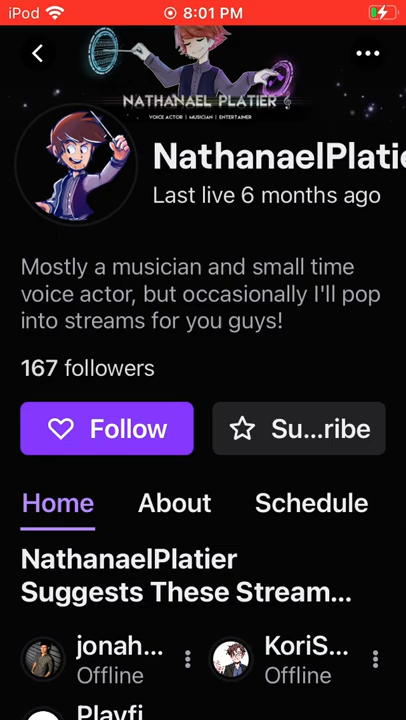 iPod 8:01 PM
NATHANAEL PLATIER
VOICE ACTOR | MUSICIAN | ENTERTAINER
NathanaelPlatie
Last live 6 months ago
Mostly a musician and small time
voice actor, but occasionally I'll pop
into streams for you guys!
167 followers
Follow Su...ribe
Home About Schedule
NathanaelPlatier
Suggests These Stream...
jonah... KoriS...
Offline Offline
Playfi